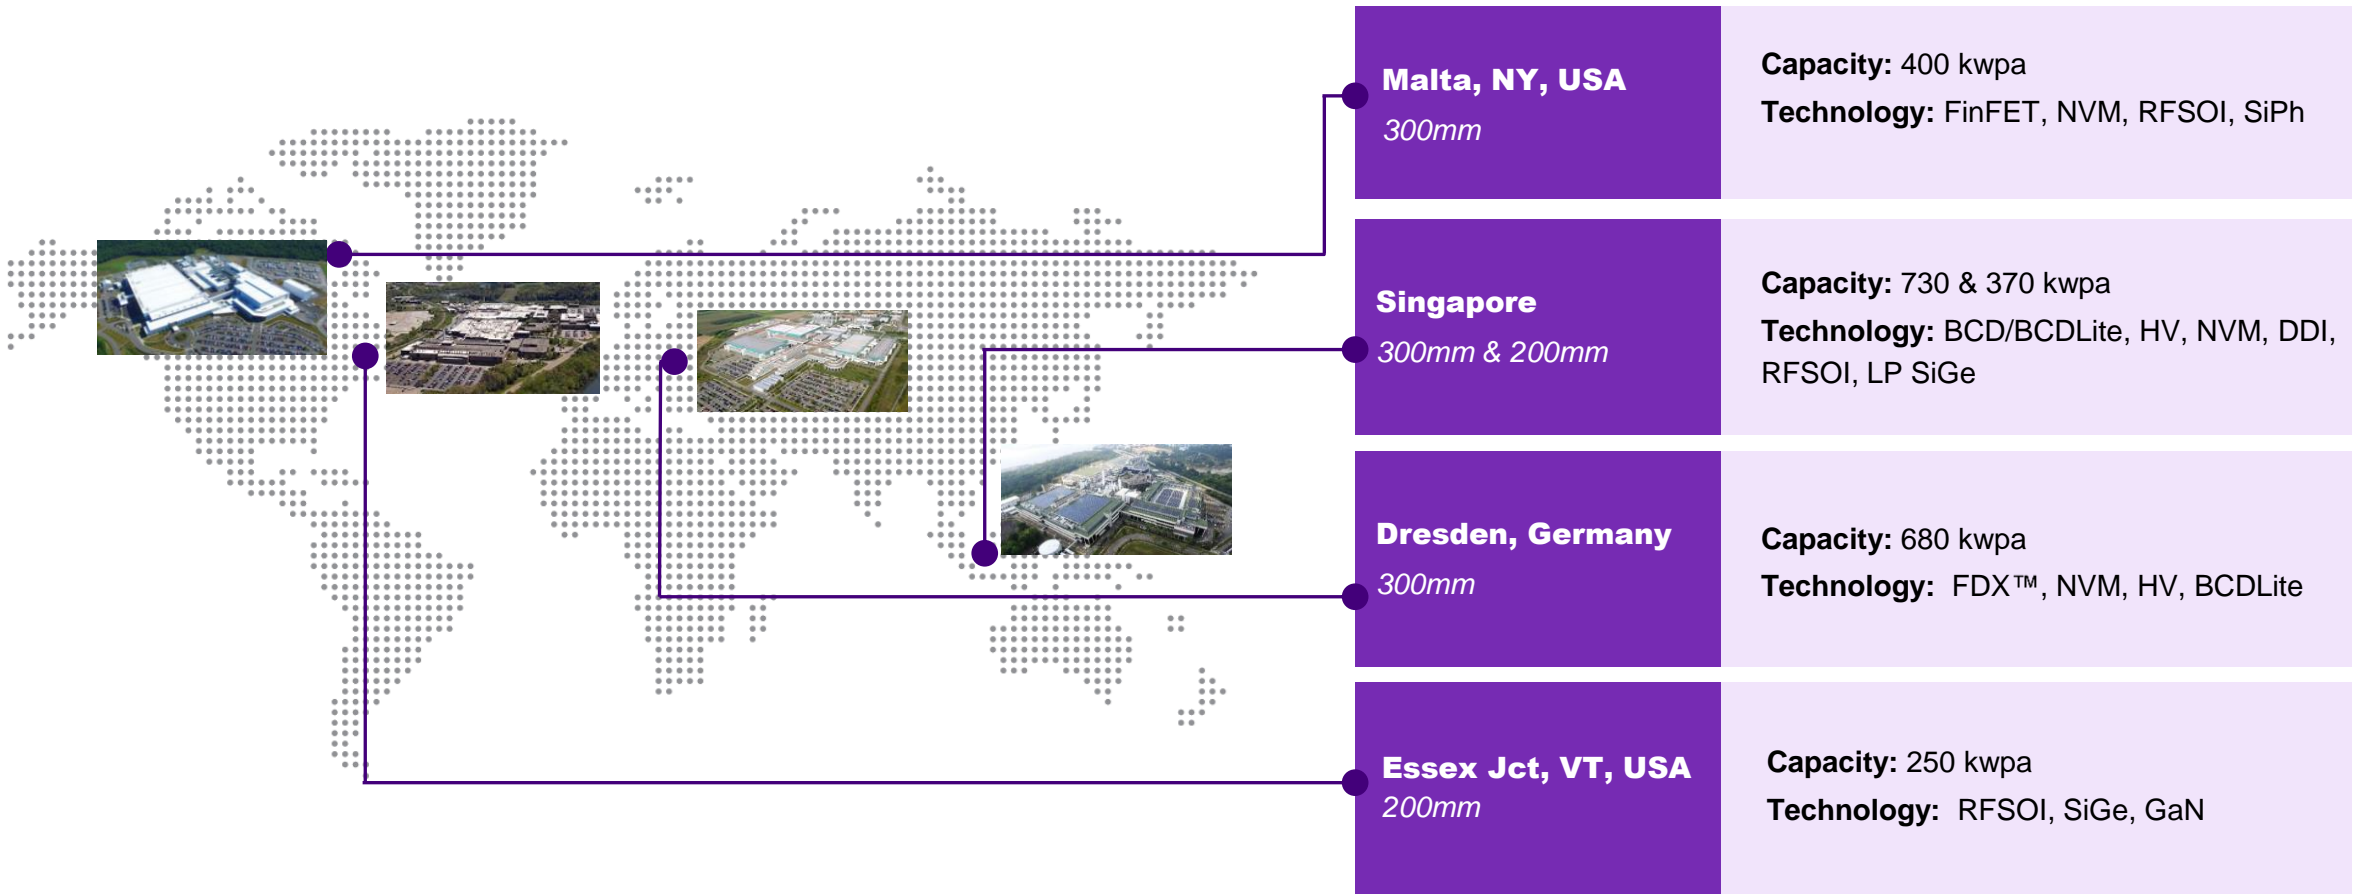 Malta, NY, USA
300mm
Capacity: 400 kwpa
Technology: FinFET, NVM, RFSOI, SiPh
Singapore
300mm & 200mm
Capacity: 730 & 370 kwpa
Technology: BCD/BCDLite, HV, NVM, DDI,
RFSOI, LP SiGe
Dresden, Germany
300mm
Capacity: 680 kwpa
Technology: FDX™, NVM, HV, BCDLite
Essex Jct, VT, USA
200mm
Capacity: 250 kwpa
Technology: RFSOI, SiGe, GaN